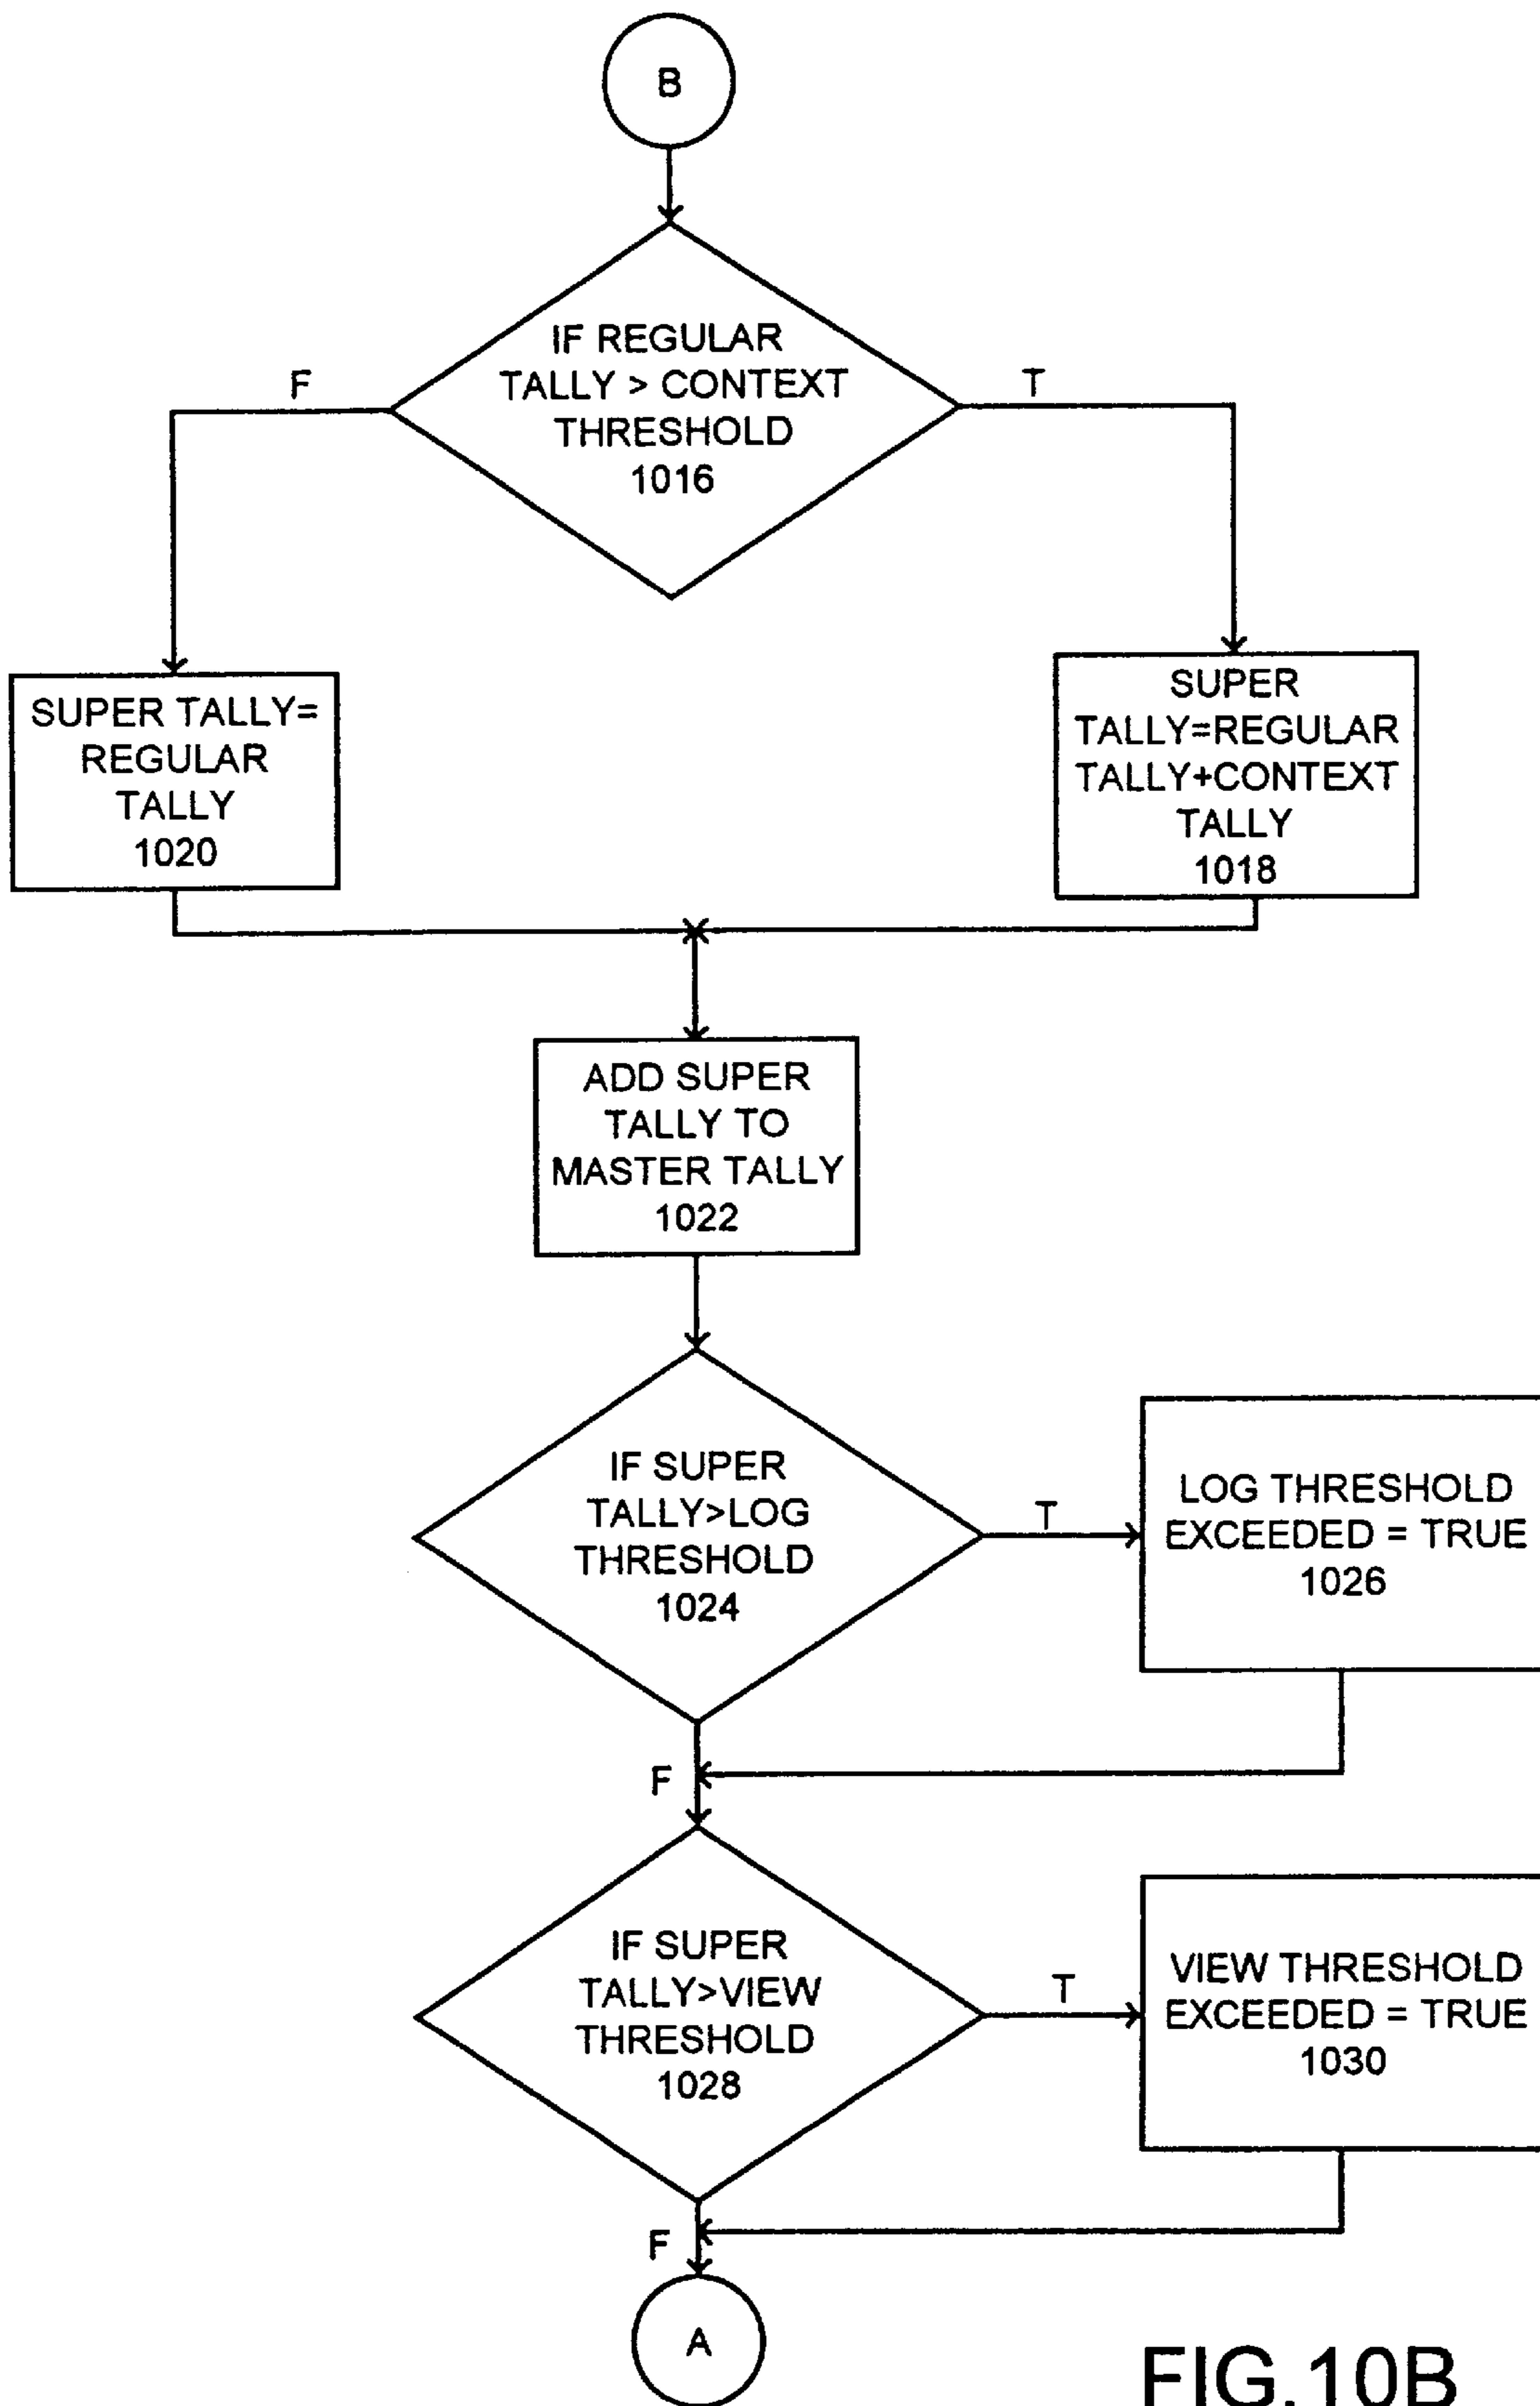 B
IF REGULAR
TALLY > CONTEXT
THRESHOLD
1016
F
T
SUPER TALLY=
REGULAR
TALLY
1020
SUPER
TALLY=REGULAR
TALLY+CONTEXT
TALLY
1018
ADD SUPER
TALLY TO
MASTER TALLY
1022
IF SUPER
TALLY>LOG
THRESHOLD
1024
T
LOG THRESHOLD
EXCEEDED = TRUE
1026
F
IF SUPER
TALLY>VIEW
THRESHOLD
1028
T
VIEW THRESHOLD
EXCEEDED = TRUE
1030
F
A
FIG.10B